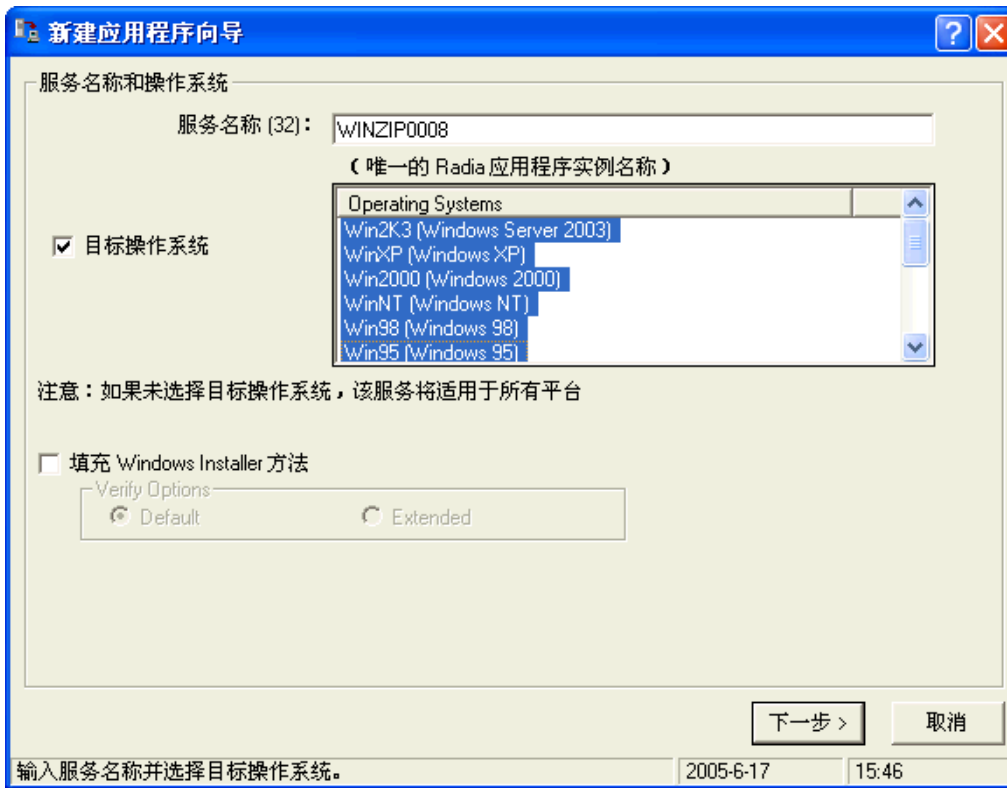 新建应用程序向导
服务名称和操作系统
服务名称 (32)：
WINZIP0008
（唯一的 Radia 应用程序实例名称）
Operating Systems
目标操作系统
Win2K3 (Windows Server 2003)
WinXP (Windows XP)
Win2000 (Windows 2000)
WinNT (Windows NT)
Win98 (Windows 98)
Win95 (Windows 95)
注意：如果未选择目标操作系统，该服务将适用于所有平台
填充 Windows Installer 方法
Verify Options
Default
Extended
下一步 >
取消
输入服务名称并选择目标操作系统。
2005-6-17
15:46